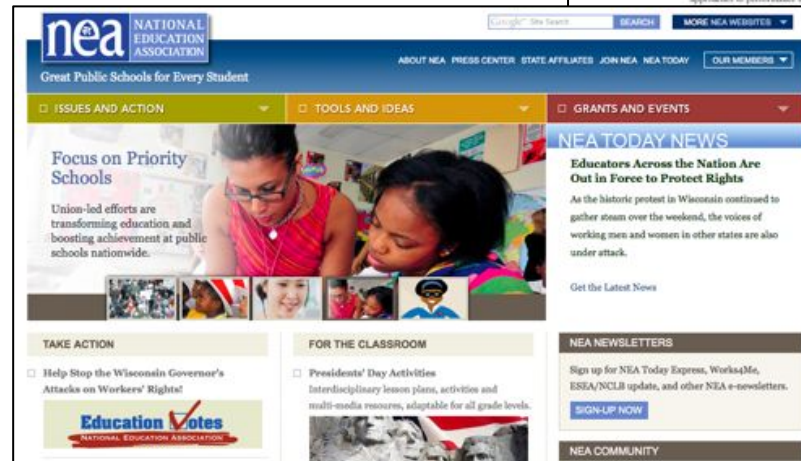 nea NATIONAL
EDUCATION
ASSOCIATION
Great Public Schools for Every Student
Google™ Site Search
SEARCH
MORE NEA WEBSITES
ABOUT NEA PRESS CENTER STATE AFFILIATES JOIN NEA NEA TODAY
OUR MEMBERS
ISSUES AND ACTION
TOOLS AND IDEAS
GRANTS AND EVENTS
Focus on Priority
Schools
Union-led efforts are
transforming education and
boosting achievement at public
schools nationwide.
NEA TODAY NEWS
Educators Across the Nation Are
Out in Force to Protect Rights
As the historic protest in Wisconsin continued to
gather steam over the weekend, the voices of
working men and women in other states are also
under attack.
Get the Latest News
TAKE ACTION
Help Stop the Wisconsin Governor's
Attacks on Workers' Rights!
Education Votes
NATIONAL EDUCATION ASSOCIATION
FOR THE CLASSROOM
Presidents' Day Activities
Interdisciplinary lesson plans, activities and
multi-media resoures, adaptable for all grade levels.
NEA NEWSLETTERS
Sign up for NEA Today Express, Works4Me,
ESEA/NCLB update, and other NEA e-newsletters.
SIGN-UP NOW
NEA COMMUNITY